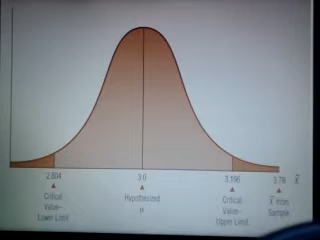 2.804 3.0 3.196 3.78 X̄
Critical Value– Lower Limit
Hypothesized μ
Critical Value– Upper Limit
X̄ from Sample